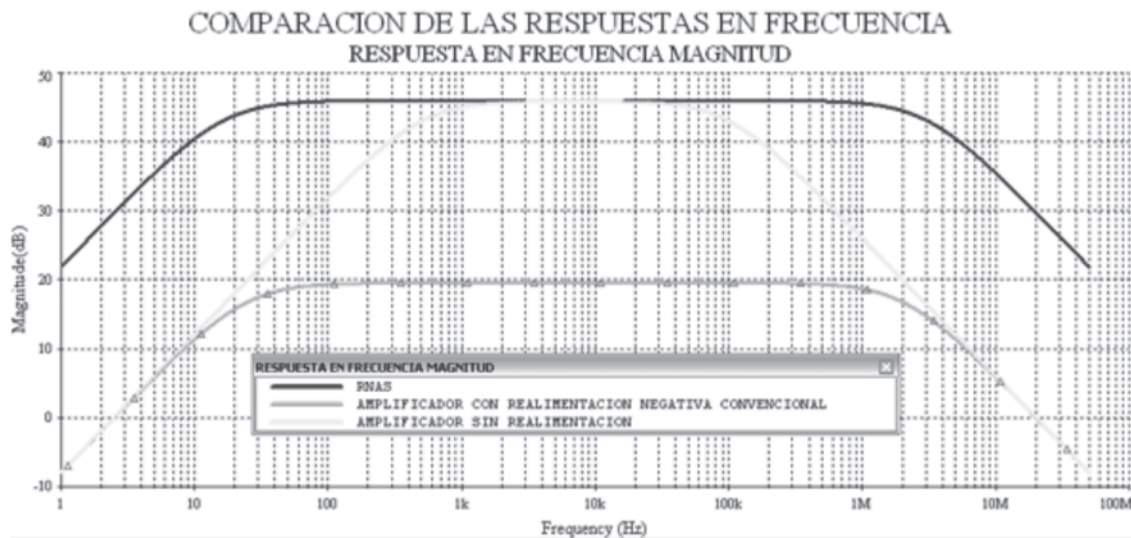 COMPARACION DE LAS RESPUESTAS EN FRECUENCIA
RESPUESTA EN FRECUENCIA MAGNITUD
50
40
30
20
10
0
-10
Magnitude(dB)
RESPUESTA EN FRECUENCIA MAGNITUD
RNAS
AMPLIFICADOR CON REALIMENTACION NEGATIVA CONVENCIONAL
AMPLIFICADOR SIN REALIMENTACION
1 10 100 1k 10k 100k 1M 10M 100M
Frequency (Hz)